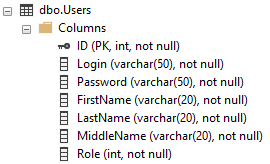 dbo.Users
Columns
ID (PK, int, not null)
Login (varchar(50), not null)
Password (varchar(50), not null)
FirstName (varchar(20), not null)
LastName (varchar(20), not null)
MiddleName (varchar(20), not null)
Role (int, not null)